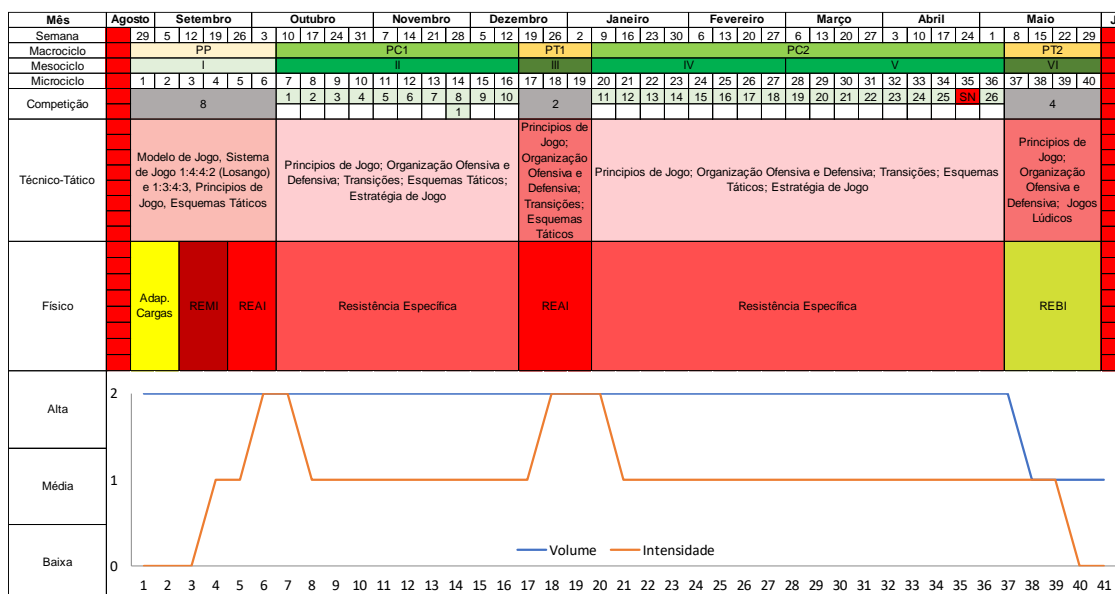 Mês Agosto Setembro Outubro Novembro Dezembro Janeiro Fevereiro Março Abril Maio J
Semana 29 5 12 19 26 3 10 17 24 31 7 14 21 28 5 12 19 26 2 9 16 23 30 6 13 20 27 6 13 20 27 3 10 17 24 1 8 15 22 29
Macrociclo PP PC1 PT1 PC2 PT2
Mesociclo I II III IV V VI
Microciclo 1 2 3 4 5 6 7 8 9 10 11 12 13 14 15 16 17 18 19 20 21 22 23 24 25 26 27 28 29 30 31 32 33 34 35 36 37 38 39 40
Competição 8 1 2 3 4 5 6 7 8 9 10 2 11 12 13 14 15 16 17 18 19 20 21 22 23 24 25 SN 26 4
1
Técnico-Tático
Modelo de Jogo, Sistema
de Jogo 1:4:4:2 (Losango)
e 1:3:4:3, Principios de
Jogo, Esquemas Táticos
Principios de Jogo; Organização Ofensiva e
Defensiva; Transições; Esquemas Táticos;
Estratégia de Jogo
Principios de
Jogo;
Organização
Ofensiva e
Defensiva;
Transições;
Esquemas
Táticos
Principios de Jogo; Organização Ofensiva e Defensiva; Transições; Esquemas
Táticos; Estratégia de Jogo
Principios de
Jogo;
Organização
Ofensiva e
Defensiva; Jogos
Lúdicos
Físico
Adap.
Cargas
REMI
REAI
Resistência Específica
REAI
Resistência Específica
REBI
Alta
Média
Baixa
2
1
0
Volume Intensidade
1 2 3 4 5 6 7 8 9 10 11 12 13 14 15 16 17 18 19 20 21 22 23 24 25 26 27 28 29 30 31 32 33 34 35 36 37 38 39 40 41